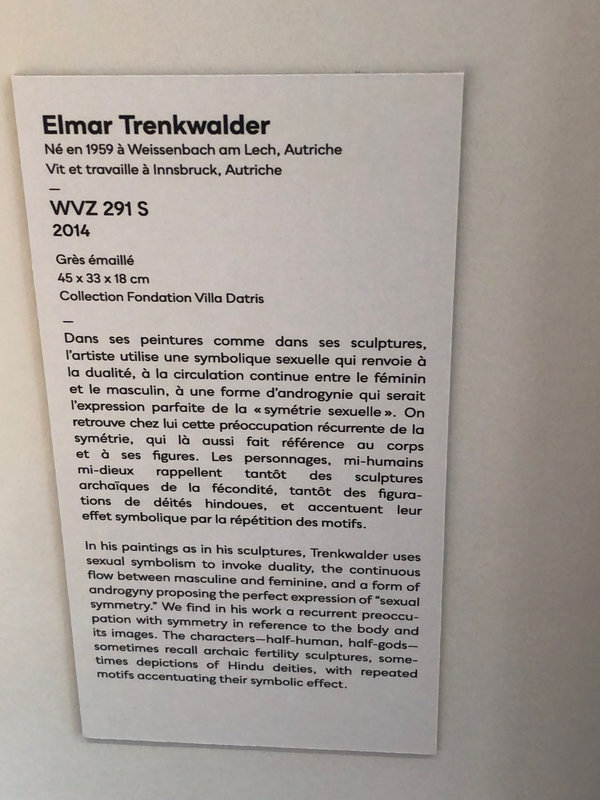 Elmar Trenkwalder
Né en 1959 à Weissenbach am Lech, Autriche
Vit et travaille à Innsbruck, Autriche
—
WVZ 291 S
2014
Grès émaillé
45 x 33 x 18 cm
Collection Fondation Villa Datris
—
Dans ses peintures comme dans ses sculptures,
l'artiste utilise une symbolique sexuelle qui renvoie à
la dualité, à la circulation continue entre le féminin
et le masculin, à une forme d'androgynie qui serait
l'expression parfaite de la « symétrie sexuelle ». On
retrouve chez lui cette préoccupation récurrente de la
symétrie, qui là aussi fait référence au corps
et à ses figures. Les personnages, mi-humains
mi-dieux rappellent tantôt des sculptures
archaïques de la fécondité, tantôt des figura-
tions de déités hindoues, et accentuent leur
effet symbolique par la répétition des motifs.
In his paintings as in his sculptures, Trenkwalder uses
sexual symbolism to invoke duality, the continuous
flow between masculine and feminine, and a form of
androgyny proposing the perfect expression of "sexual
symmetry." We find in his work a recurrent preoccu-
pation with symmetry in reference to the body and
its images. The characters—half-human, half-gods—
sometimes recall archaic fertility sculptures, some-
times depictions of Hindu deities, with repeated
motifs accentuating their symbolic effect.